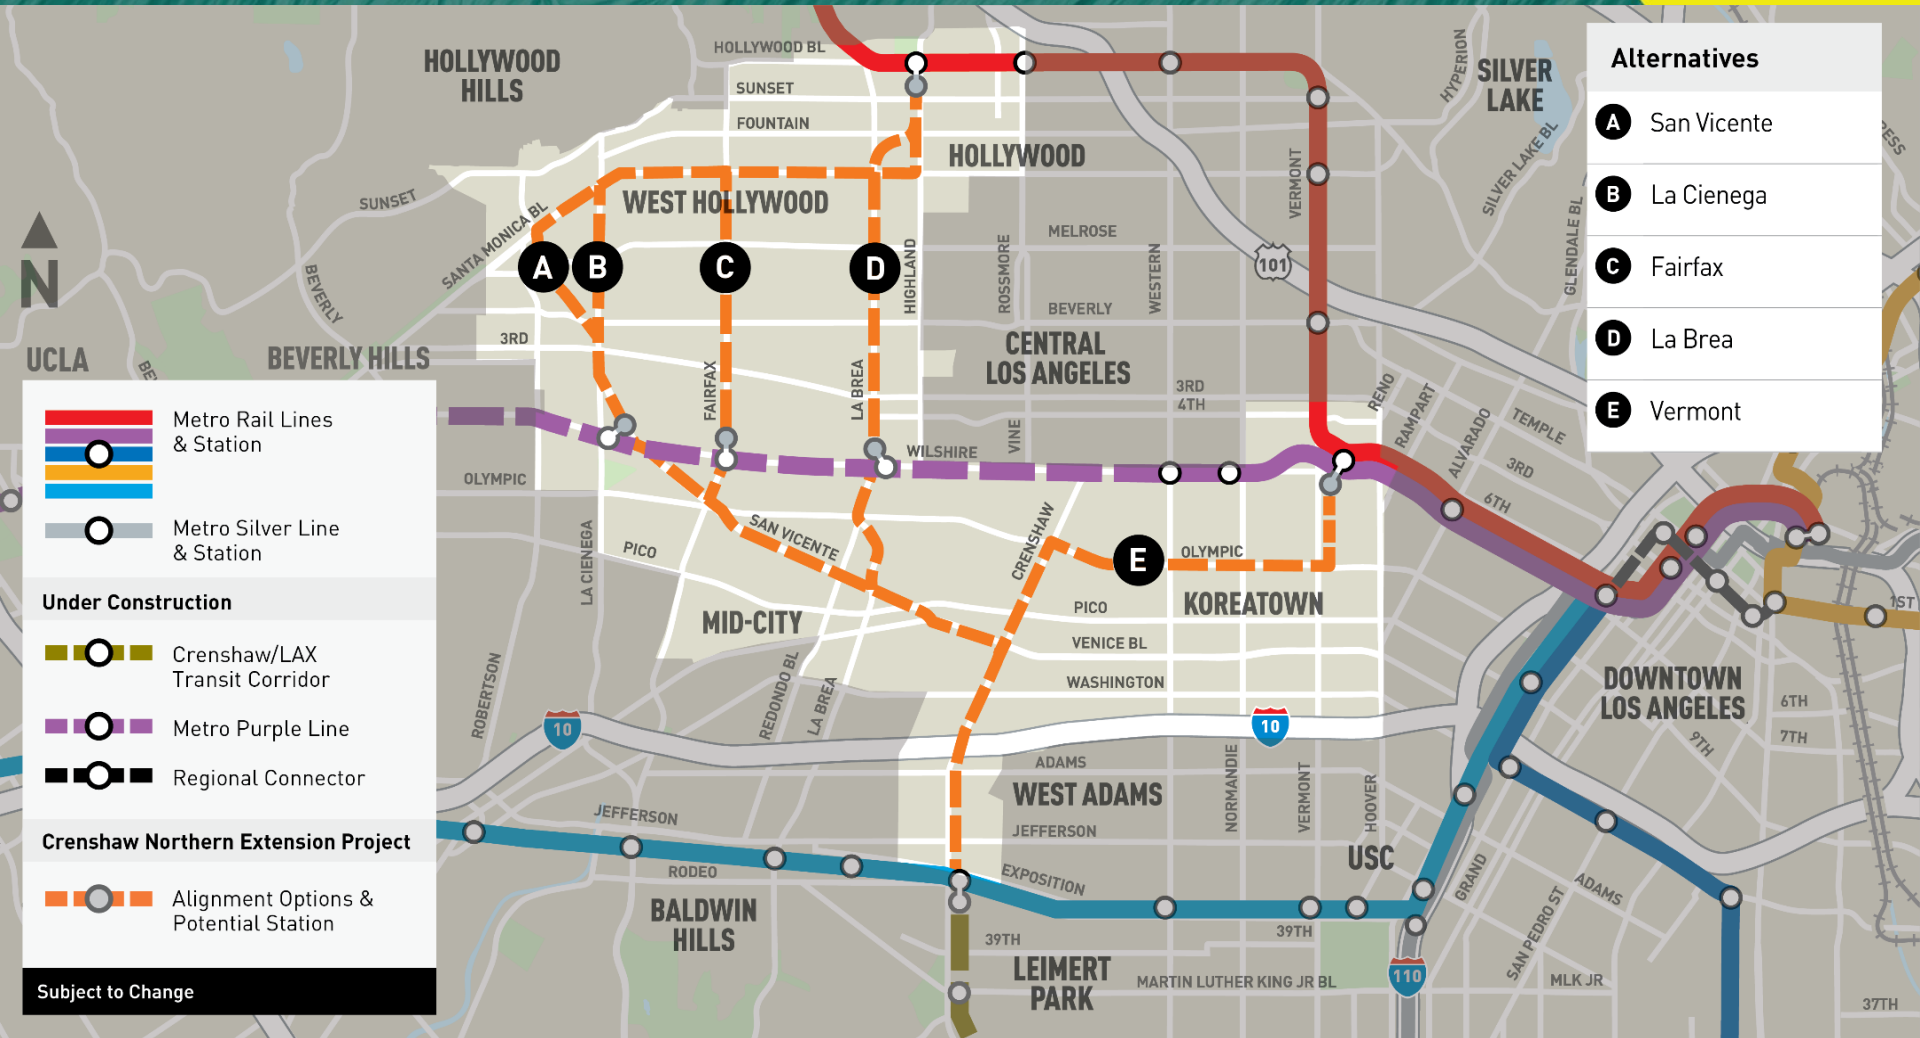 HOLLYWOOD
HILLS
HOLLYWOOD BL
SUNSET
FOUNTAIN
HOLLYWOOD
WEST HOLLYWOOD
SUNSET
SANTA MONICA BL
BEVERLY
N
A
B
C
D
HIGHLAND
ROSSMORE
MELROSE
WESTERN
BEVERLY
VERMONT
101
HYPERION
SILVER
LAKE
SILVER LAKE BL
GLENDALE BL
Alternatives
A San Vicente
B La Cienega
C Fairfax
D La Brea
E Vermont
UCLA
BEVERLY HILLS
3RD
FAIRFAX
LA BREA
CENTRAL
LOS ANGELES
3RD
4TH
VINE
WILSHIRE
RENO
RAMPART
ALVARADO
TEMPLE
3RD
6TH
OLYMPIC
LA CIENEGA
PICO
SAN VICENTE
CRENSHAW
E
OLYMPIC
KOREATOWN
PICO
MID-CITY
VENICE BL
WASHINGTON
ROBERTSON
REDONDO BL
LA BREA
10
10
1ST
DOWNTOWN
LOS ANGELES
6TH
7TH
9TH
ADAMS
WEST ADAMS
JEFFERSON
NORMANDIE
VERMONT
HOOVER
JEFFERSON
RODEO
EXPOSITION
USC
GRAND
ADAMS
SAN PEDRO ST
BALDWIN
HILLS
39TH
39TH
LEIMERT
PARK
MARTIN LUTHER KING JR BL
110
MLK JR
37TH
Metro Rail Lines
& Station
Metro Silver Line
& Station
Under Construction
Crenshaw/LAX
Transit Corridor
Metro Purple Line
Regional Connector
Crenshaw Northern Extension Project
Alignment Options &
Potential Station
Subject to Change